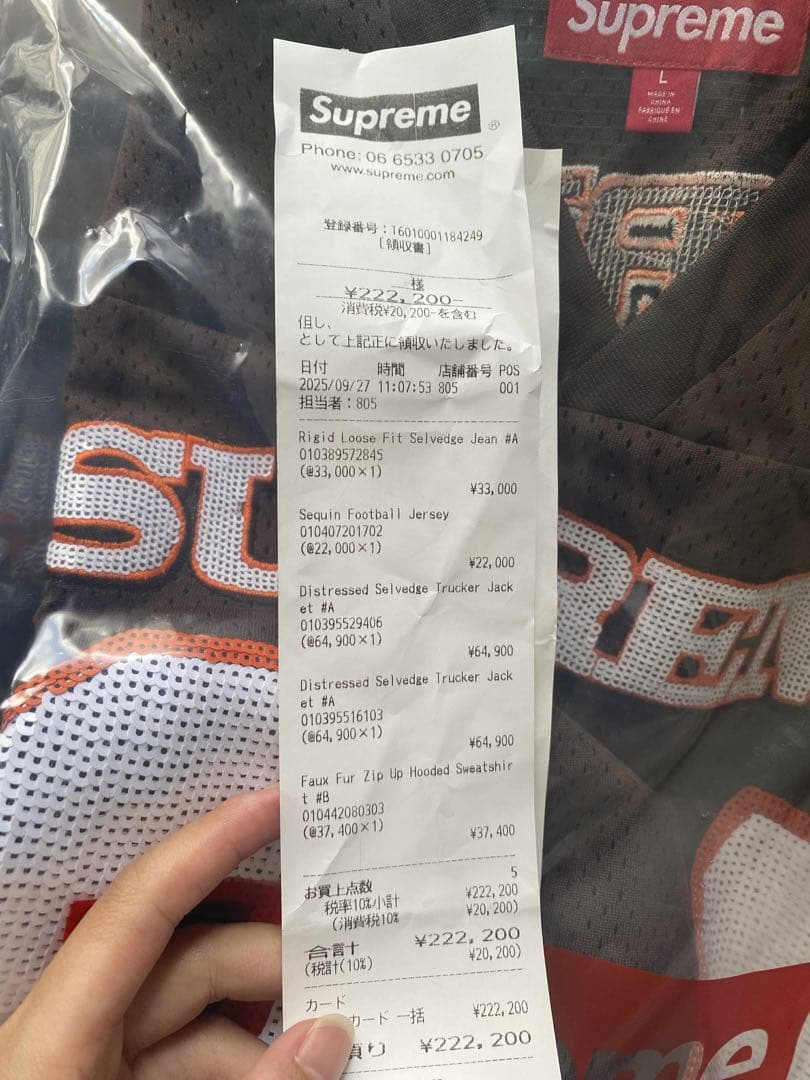 Supreme
L
MADE IN
CHINA
FABRIQUÉ EN
CHINE
Supreme®
Phone: 06 6533 0705
www.supreme.com
登録番号:T6010001184249
[領収書]
様
¥222,200-
消費税¥20,200-を含む
但し、
として上記正に領収いたしました。
日付 時間 店舗番号 POS
2025/09/27 11:07:53 805 001
担当者:805
Rigid Loose Fit Selvedge Jean #A
010389572845
(@33,000×1)
¥33,000
Sequin Football Jersey
010407201702
(@22,000×1)
¥22,000
Distressed Selvedge Trucker Jack
et #A
010395529406
(@64,900×1)
¥64,900
Distressed Selvedge Trucker Jack
et #A
010395516103
(@64,900×1)
¥64,900
Faux Fur Zip Up Hooded Sweatshir
t #B
010442080303
(@37,400×1)
¥37,400
お買上点数 5
税率10%小計 ¥222,200
(消費税10% ¥20,200)
合計 ¥222,200
(税計(10%) ¥20,200)
カード
カード 一括 ¥222,200
り ¥222,200
SU
REM
eme